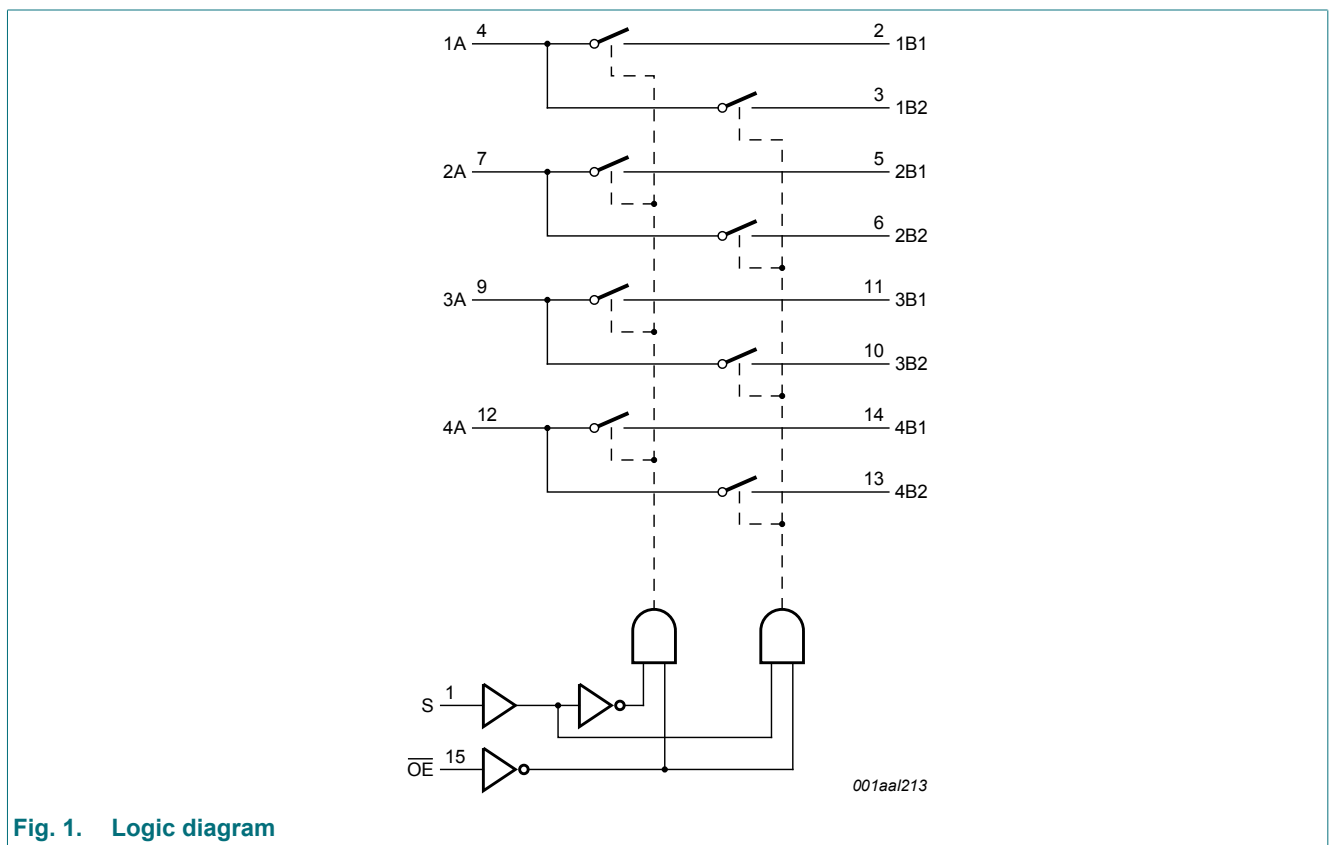 1A 4 2 1B1
3 1B2
2A 7 5 2B1
6 2B2
3A 9 11 3B1
10 3B2
4A 12 14 4B1
13 4B2
S 1
OE 15
001aal213
Fig. 1. Logic diagram